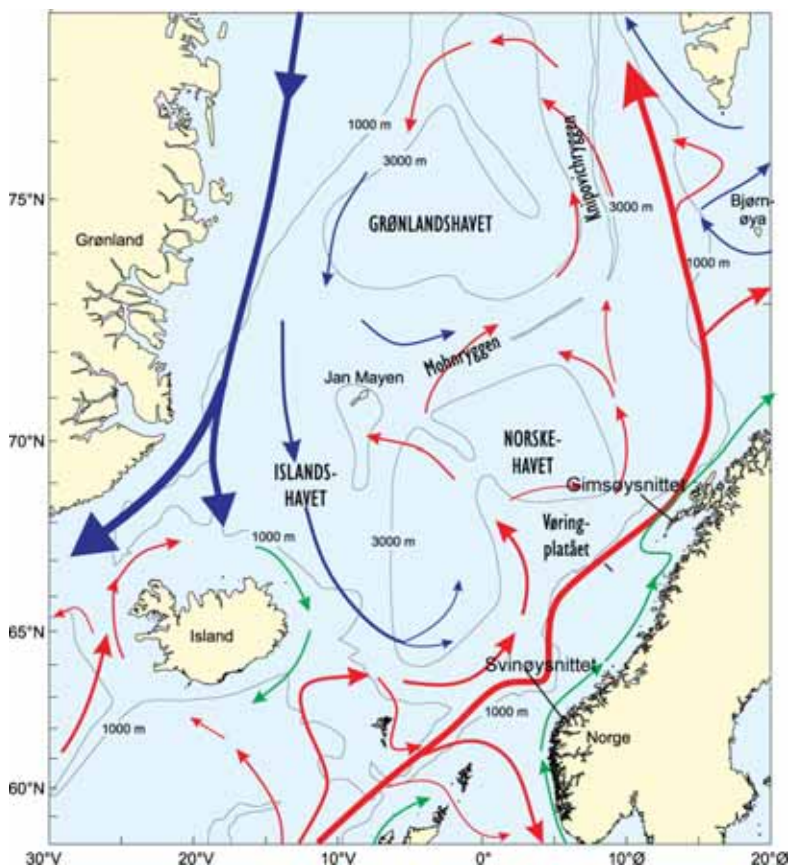 1000 m
3000 m
75°N
Knipovichryggen
GRØNLANDSHAVET
3000 m
Bjørn-
øya
Grønland
1000 m
Mohnryggen
Jan Mayen
70°N
NORSKE-
HAVET
ISLANDS-
HAVET
Gimsøysnittet
Vøring-
platået
1000 m
3000 m
65°N
Island
Svinøysnittet
1000 m
1000 m
Norge
60°N
30°V
20°V
10°V
0°
10°Ø
20°Ø